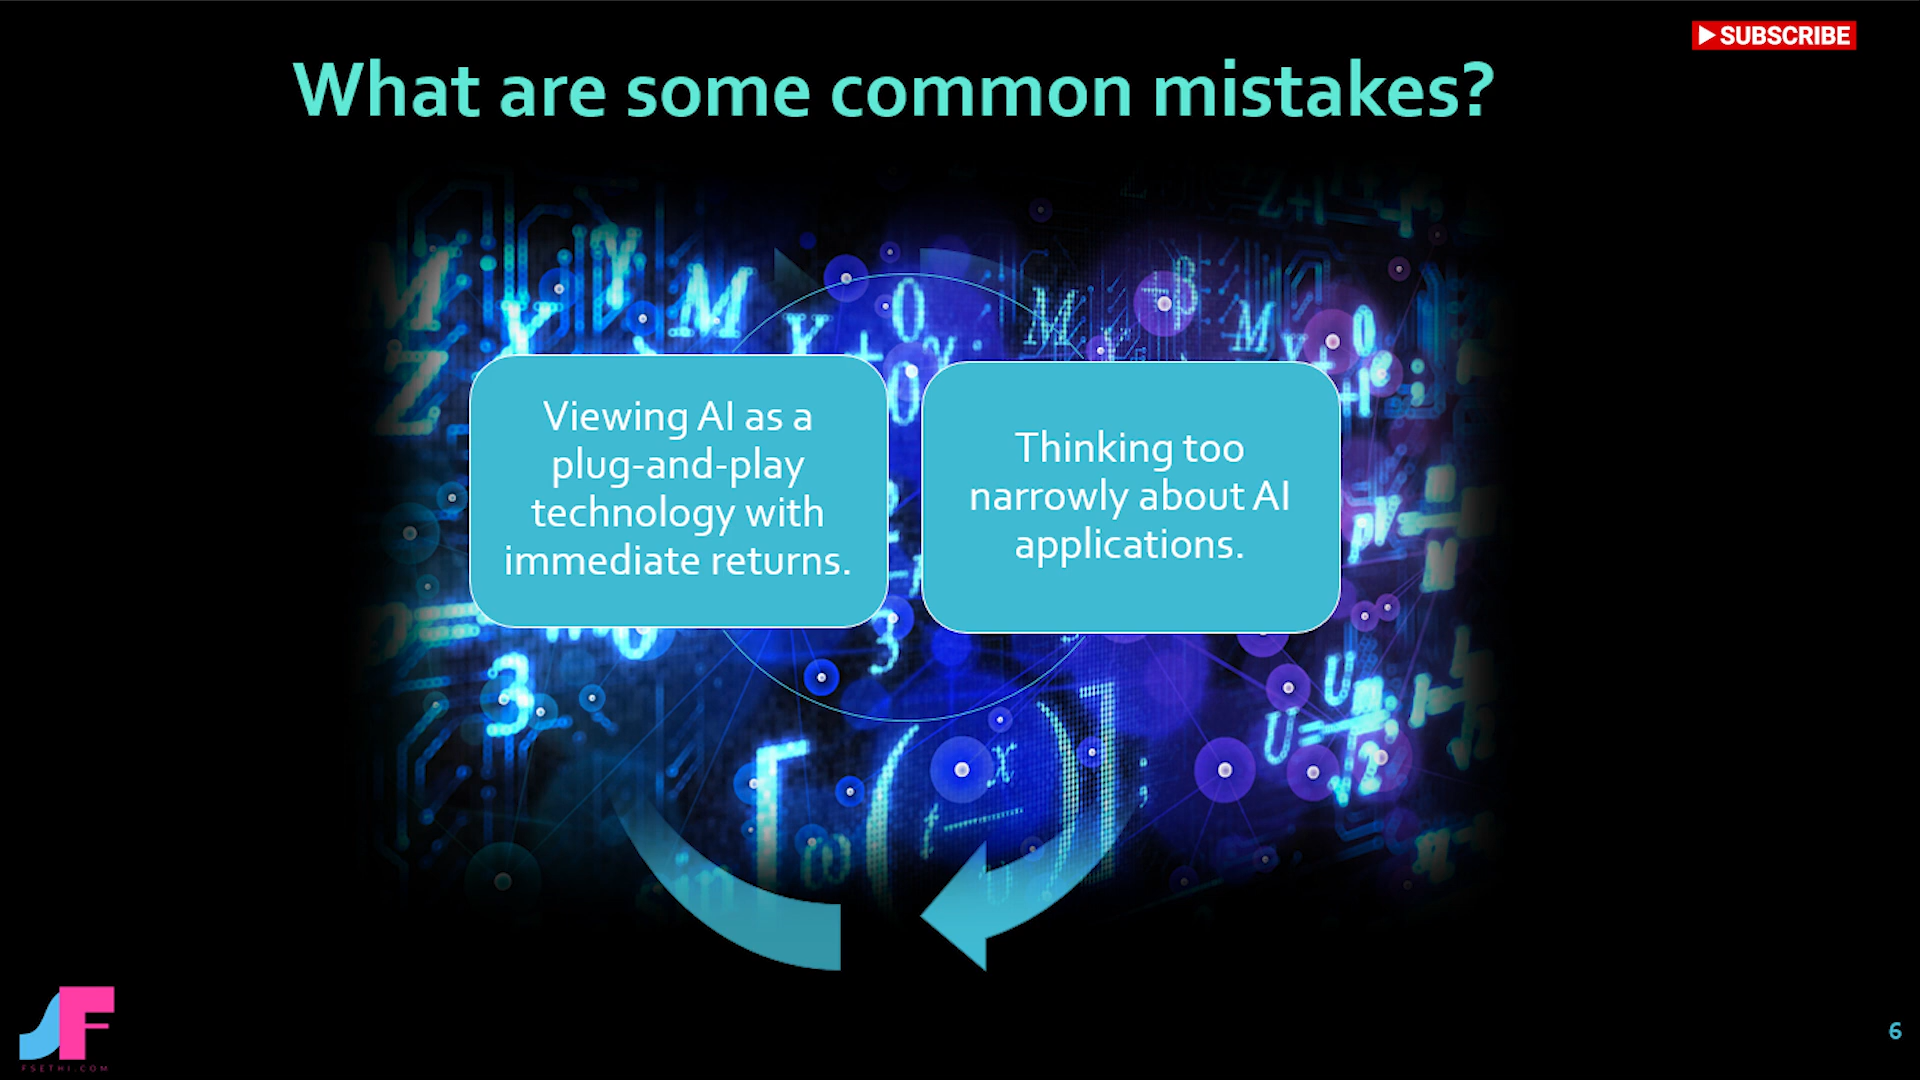 SUBSCRIBE
What are some common mistakes?
Viewing AI as a
plug-and-play
technology with
immediate returns.
Thinking too
narrowly about AI
applications.
SF
FSETHI.COM
6